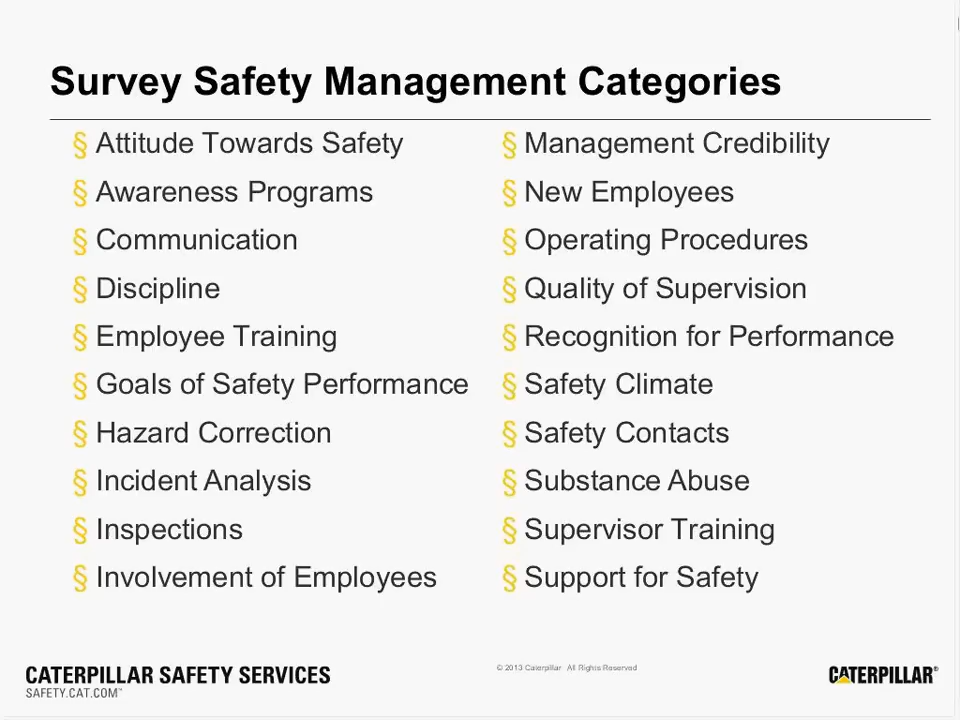 Survey Safety Management Categories
§ Attitude Towards Safety
§ Awareness Programs
§ Communication
§ Discipline
§ Employee Training
§ Goals of Safety Performance
§ Hazard Correction
§ Incident Analysis
§ Inspections
§ Involvement of Employees
§ Management Credibility
§ New Employees
§ Operating Procedures
§ Quality of Supervision
§ Recognition for Performance
§ Safety Climate
§ Safety Contacts
§ Substance Abuse
§ Supervisor Training
§ Support for Safety
CATERPILLAR SAFETY SERVICES
SAFETY.CAT.COM™
© 2013 Caterpillar All Rights Reserved
CATERPILLAR®